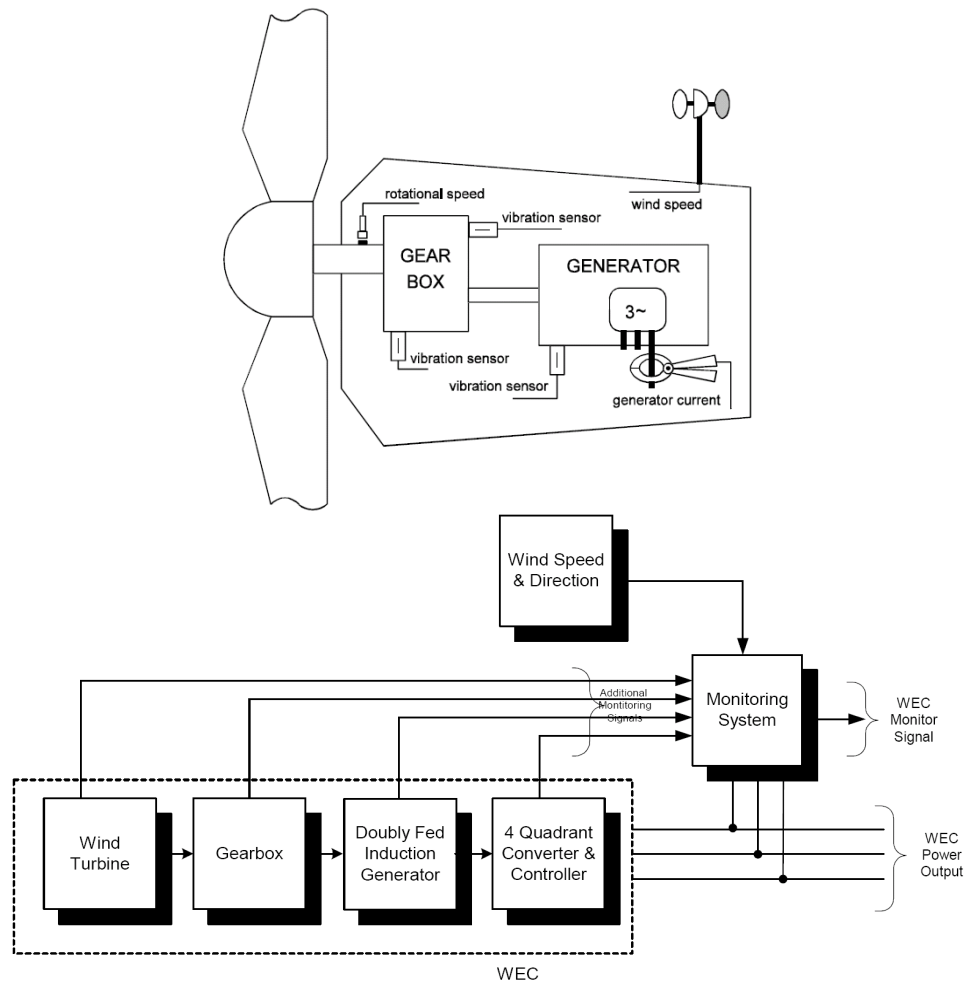 rotational speed
vibration sensor
wind speed
GEAR
BOX
GENERATOR
3~
vibration sensor
vibration sensor
generator current
Wind Speed
& Direction
Additional
Montitoring
Signals
Monitoring
System
WEC
Monitor
Signal
Wind
Turbine
Gearbox
Doubly Fed
Induction
Generator
4 Quadrant
Converter &
Controller
WEC
Power
Output
WEC